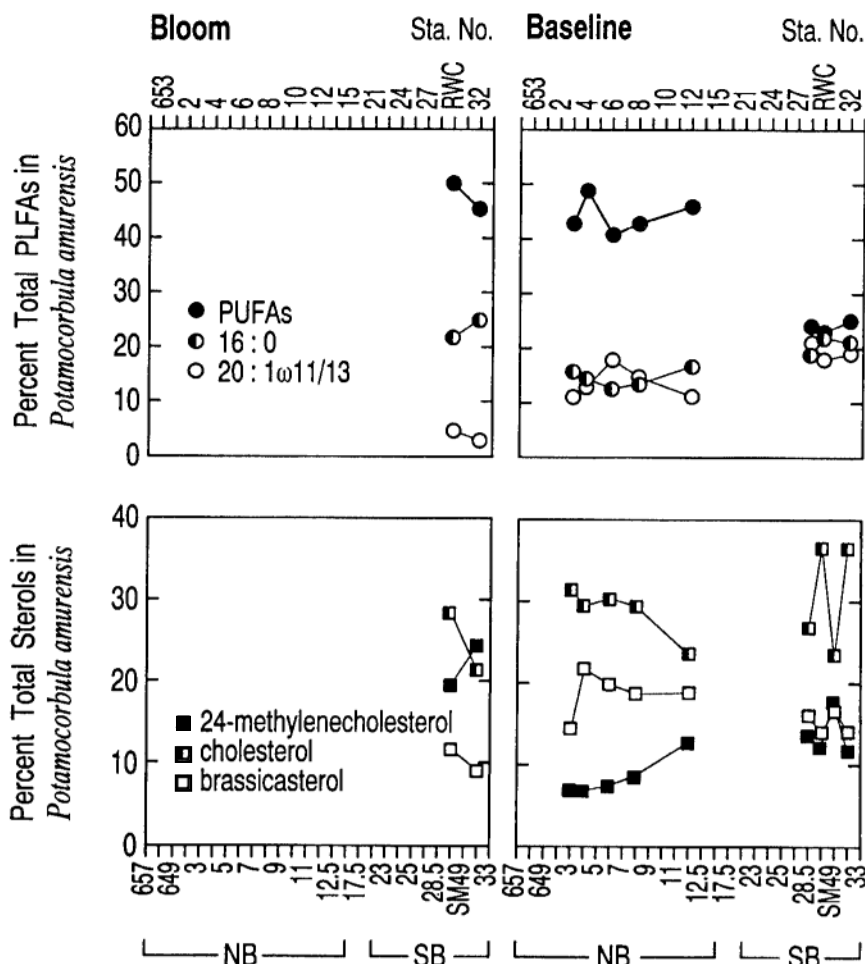 Bloom Sta. No. Baseline Sta. No.
653 2 4 6 8 10 12 15 21 24 27 RWC 32 653 2 4 6 8 10 12 15 21 24 27 RWC 32
Percent Total PLFAs in
Potamocorbula amurensis
60
50
40
30
20
10
0
PUFAs
16 : 0
20 : 1ω11/13
Percent Total Sterols in
Potamocorbula amurensis
40
30
20
10
0
24-methylenecholesterol
cholesterol
brassicasterol
657 649 3 5 7 9 11 12.5 17.5 23 25 28.5 SM49 33 657 649 3 5 7 9 11 12.5 17.5 23 25 28.5 SM49 33
NB SB NB SB